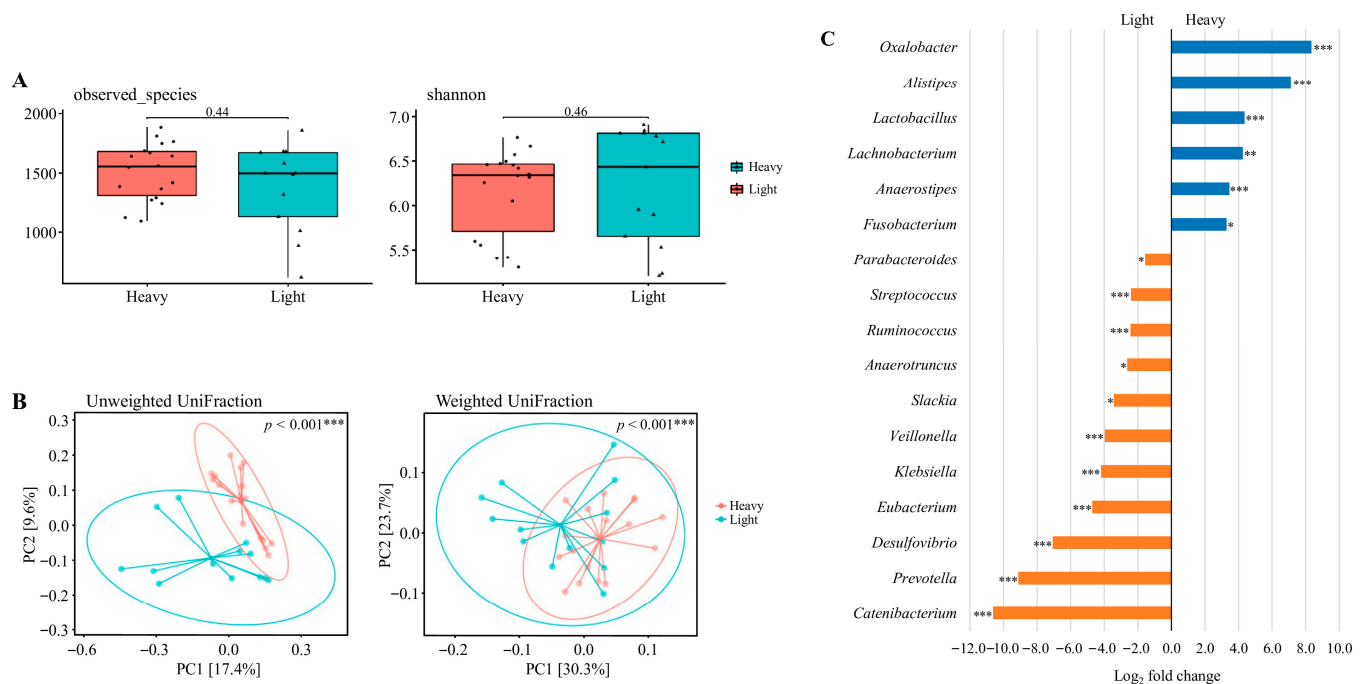 A
observed_species
0.44
2000
1500
1000
Heavy
Light
shannon
0.46
7.0
6.5
6.0
5.5
Heavy
Light
Heavy
Light
B
Unweighted UniFraction
p < 0.001***
PC2 [9.6%]
0.3
0.2
0.1
0.0
−0.1
−0.2
−0.3
−0.6
−0.3
0.0
0.3
PC1 [17.4%]
Weighted UniFraction
p < 0.001***
PC2 [23.7%]
0.1
0.0
−0.1
−0.2
−0.1
0.0
0.1
PC1 [30.3%]
Heavy
Light
C
Light
Heavy
Oxalobacter ***
Alistipes ***
Lactobacillus ***
Lachnobacterium **
Anaerostipes ***
Fusobacterium *
Parabacteroides *
Streptococcus ***
Ruminococcus ***
Anaerotruncus *
Slackia *
Veillonella ***
Klebsiella ***
Eubacterium ***
Desulfovibrio ***
Prevotella ***
Catenibacterium ***
−12.0 −10.0 −8.0 −6.0 −4.0 −2.0 0.0 2.0 4.0 6.0 8.0 10.0
Log₂ fold change